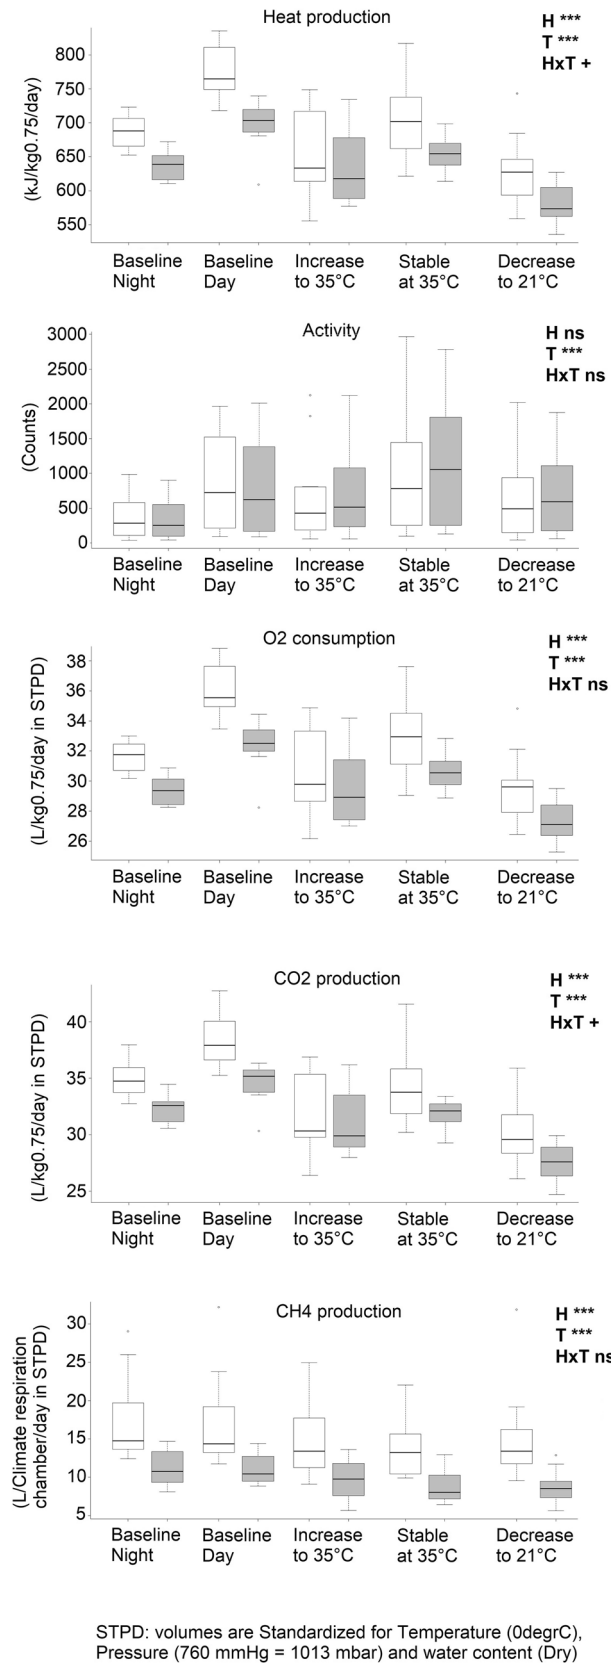 Heat production
H ***
T ***
HxT +
(kJ/kg0.75/day)
800
750
700
650
600
550
Baseline Night
Baseline Day
Increase to 35°C
Stable at 35°C
Decrease to 21°C
Activity
H ns
T ***
HxT ns
(Counts)
3000
2500
2000
1500
1000
500
0
Baseline Night
Baseline Day
Increase to 35°C
Stable at 35°C
Decrease to 21°C
O2 consumption
H ***
T ***
HxT ns
(L/kg0.75/day in STPD)
38
36
34
32
30
28
26
Baseline Night
Baseline Day
Increase to 35°C
Stable at 35°C
Decrease to 21°C
CO2 production
H ***
T ***
HxT +
(L/kg0.75/day in STPD)
40
35
30
25
Baseline Night
Baseline Day
Increase to 35°C
Stable at 35°C
Decrease to 21°C
CH4 production
H ***
T ***
HxT ns
(L/Climate respiration
chamber/day in STPD)
30
25
20
15
10
5
Baseline Night
Baseline Day
Increase to 35°C
Stable at 35°C
Decrease to 21°C
STPD: volumes are Standardized for Temperature (0degrC),
Pressure (760 mmHg = 1013 mbar) and water content (Dry)